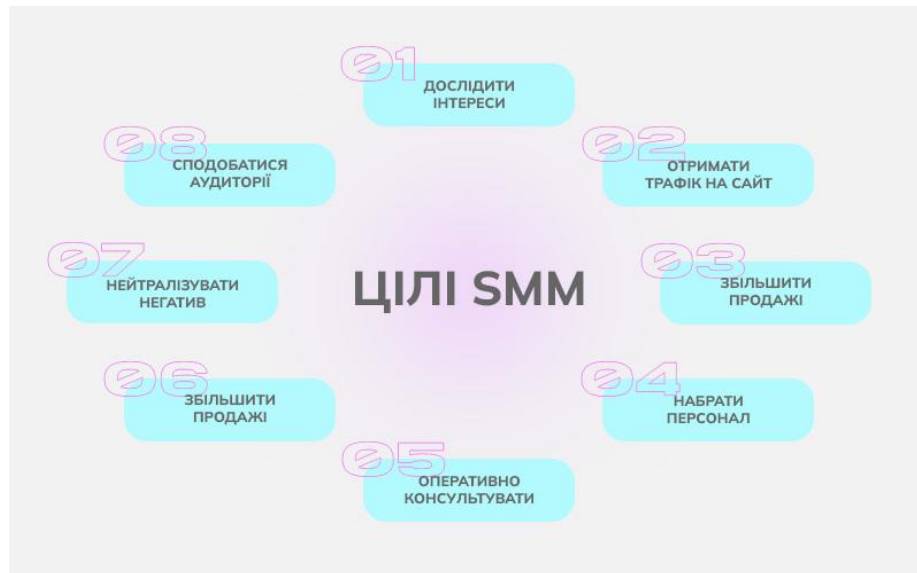 01
ДОСЛІДИТИ
ІНТЕРЕСИ
02
ОТРИМАТИ
ТРАФІК НА САЙТ
03
ЗБІЛЬШИТИ
ПРОДАЖІ
04
НАБРАТИ
ПЕРСОНАЛ
05
ОПЕРАТИВНО
КОНСУЛЬТУВАТИ
06
ЗБІЛЬШИТИ
ПРОДАЖІ
07
НЕЙТРАЛІЗУВАТИ
НЕГАТИВ
08
СПОДОБАТИСЯ
АУДИТОРІЇ
ЦІЛІ SMM